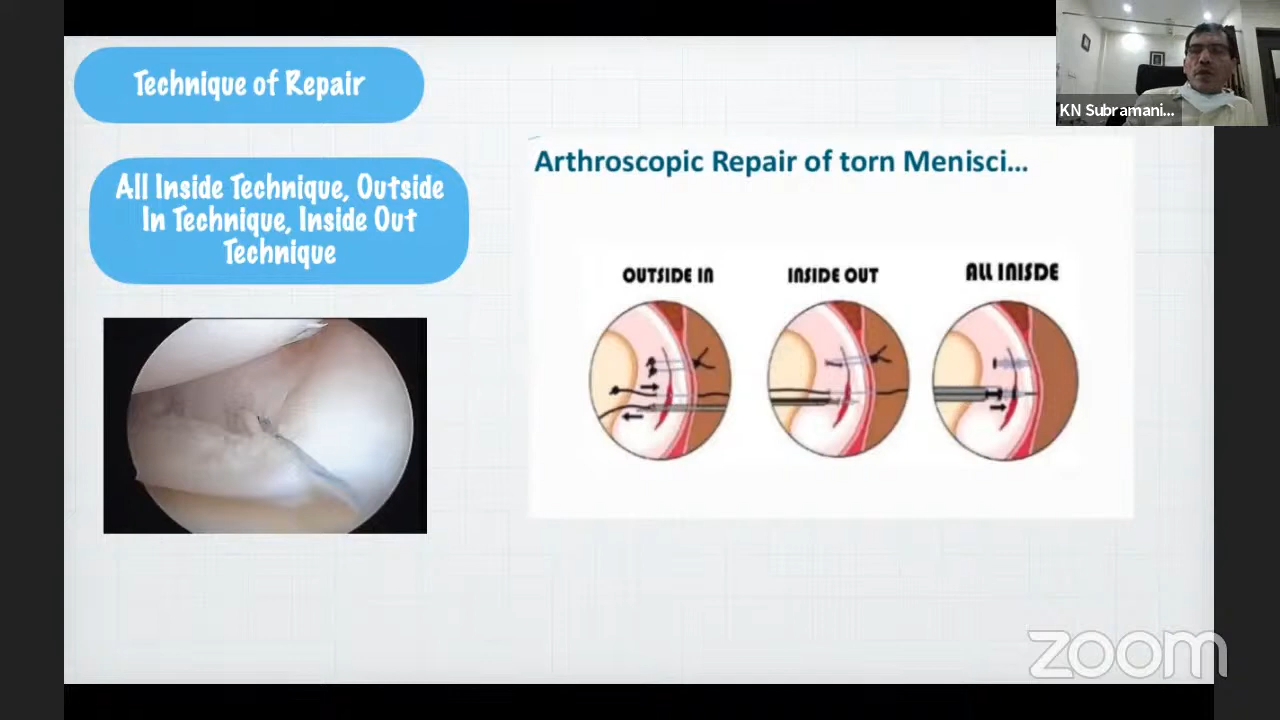 Technique of Repair
All Inside Technique, Outside
In Technique, Inside Out
Technique
Arthroscopic Repair of torn Menisci...
OUTSIDE IN
INSIDE OUT
ALL INISDE
KN Subramani...
zoom